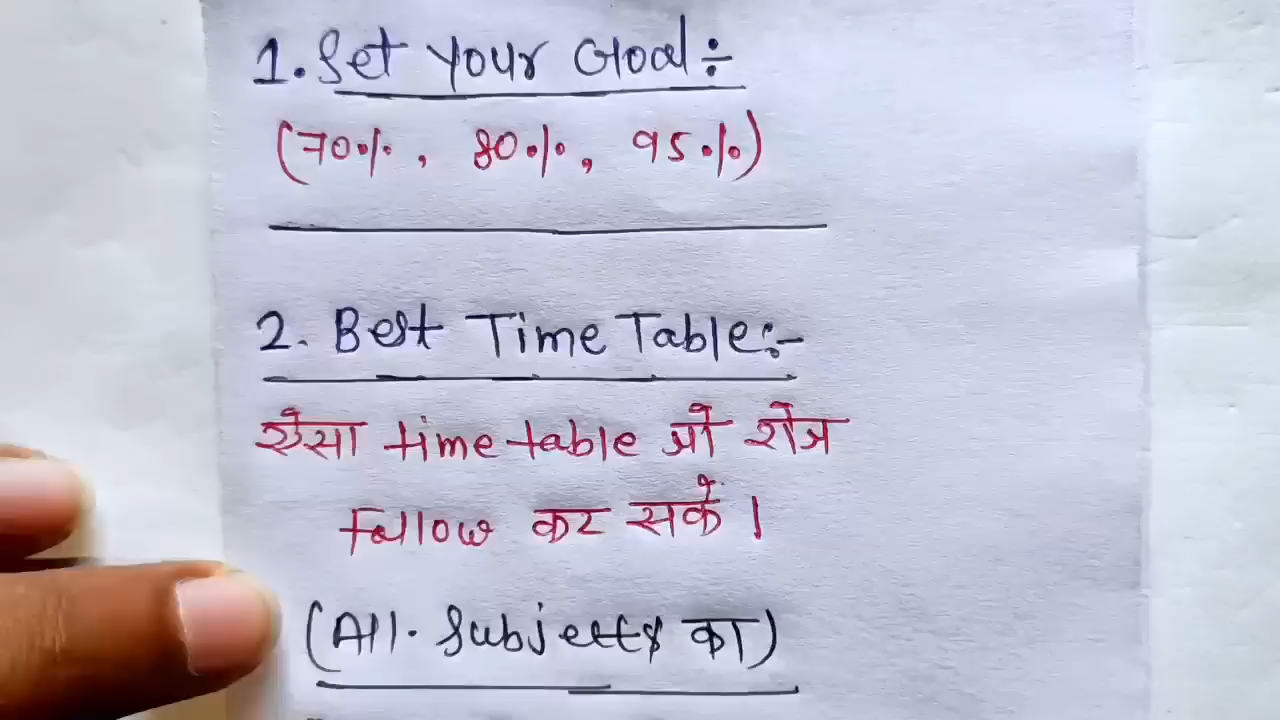 1. Set Your Goal÷
(70%, 80%, 95%)
2. Best Time Table:-
ऐसा time table जो रोज
Follow कर सके।
(All. Subjects का)